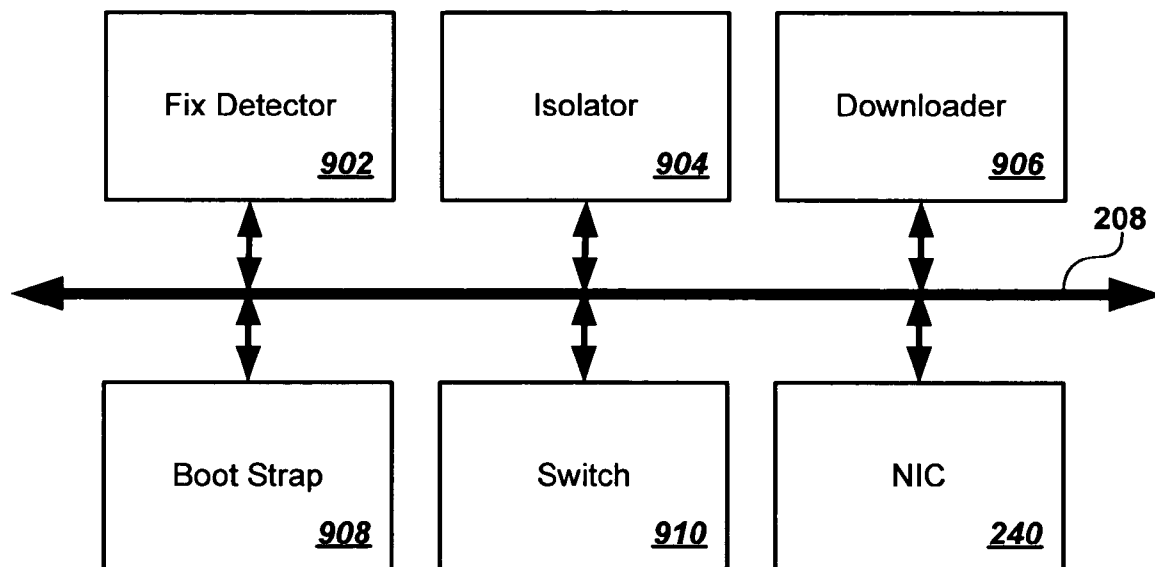 Fix Detector
902
Isolator
904
Downloader
906
208
Boot Strap
908
Switch
910
NIC
240